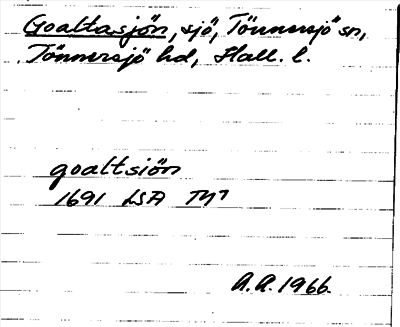 Goaltasjön, sjö, Tönnersjö sn,
Tönnersjö hd, Hall. l.
goaltsiön
1691 LSA
A.A. 1966.